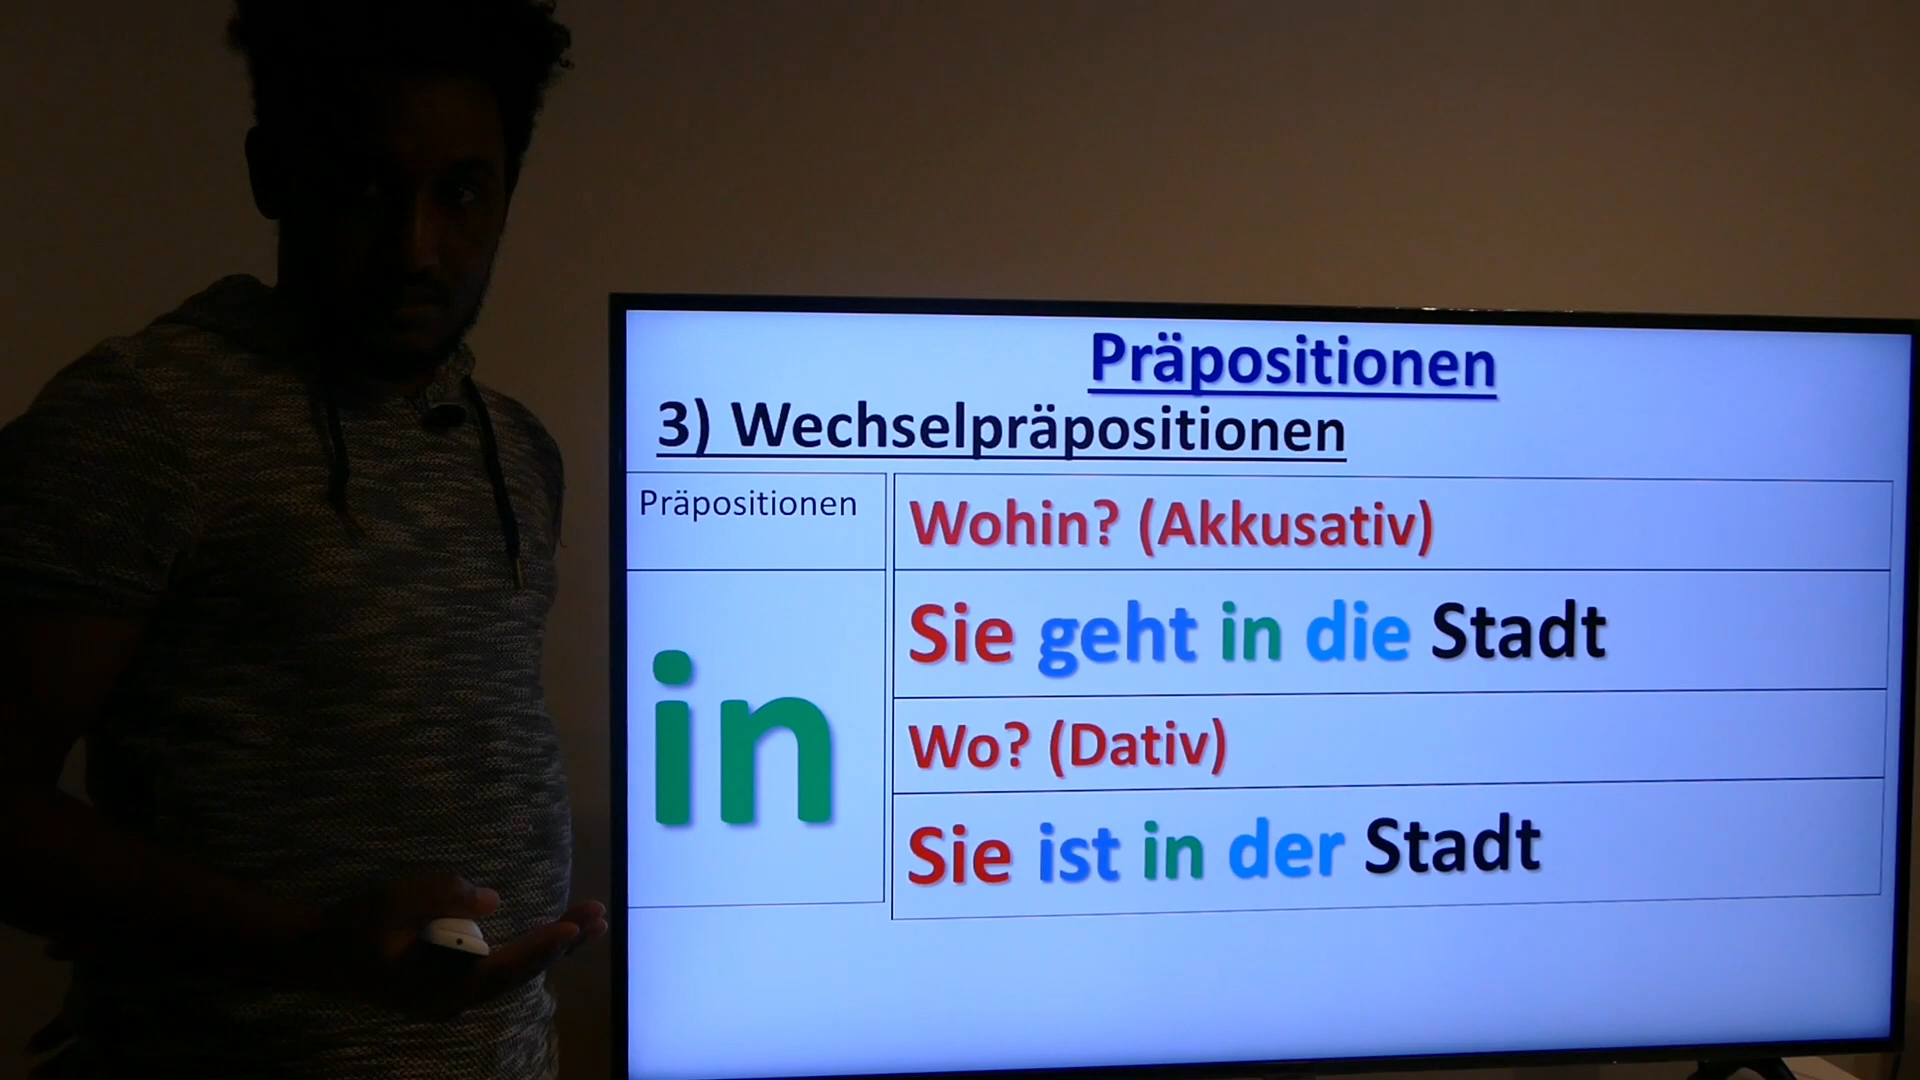 Präpositionen
3) Wechselpräpositionen
Präpositionen
Wohin? (Akkusativ)
in
Sie geht in die Stadt
Wo? (Dativ)
Sie ist in der Stadt